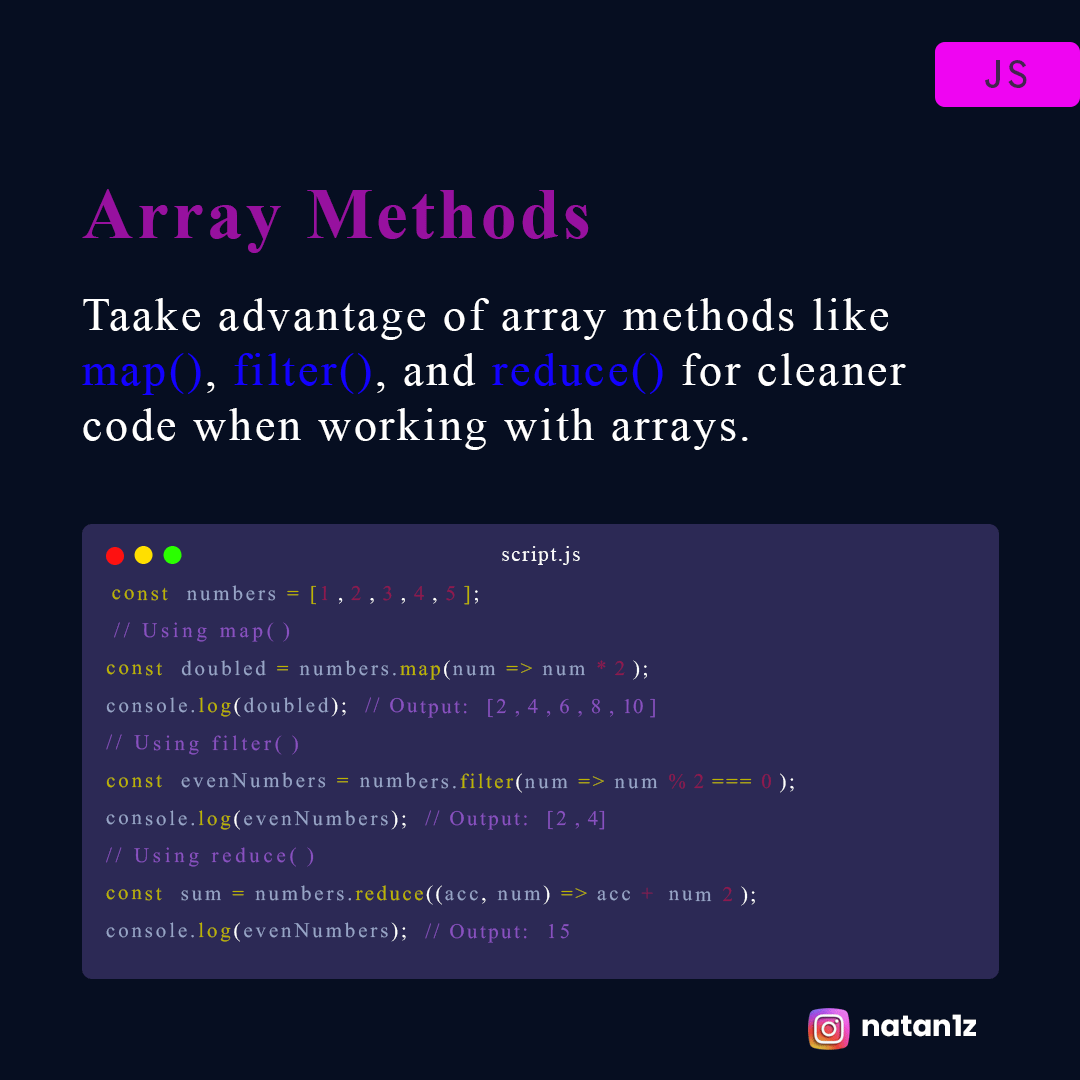 JS
Array Methods
Taake advantage of array methods like
map(), filter(), and reduce() for cleaner
code when working with arrays.
script.js
const numbers = [1 , 2 , 3 , 4 , 5 ];
// Using map( )
const doubled = numbers.map(num => num * 2 );
console.log(doubled); // Output: [2 , 4 , 6 , 8 , 10 ]
// Using filter( )
const evenNumbers = numbers.filter(num => num % 2 === 0 );
console.log(evenNumbers); // Output: [2 , 4]
// Using reduce( )
const sum = numbers.reduce((acc, num) => acc + num 2 );
console.log(evenNumbers); // Output: 15
natan1z